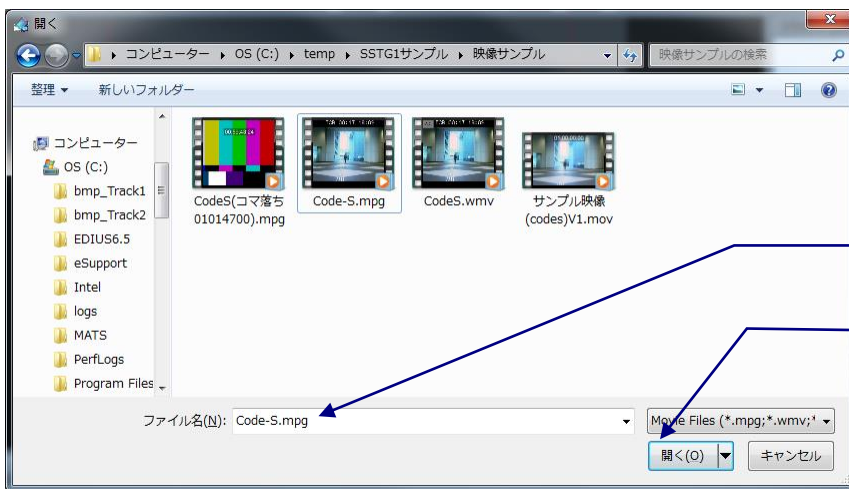 開く
コンピューター ▸ OS (C:) ▸ temp ▸ SSTG1サンプル ▸ 映像サンプル
映像サンプルの検索
整理 新しいフォルダー
コンピューター
OS (C:)
bmp_Track1
bmp_Track2
EDIUS6.5
eSupport
Intel
logs
MATS
PerfLogs
Program Files
CodeS(コマ落ち
01014700).mpg
Code-S.mpg
CodeS.wmv
サンプル映像
(codes)V1.mov
ファイル名(N): Code-S.mpg
Movie Files (*.mpg;*.wmv;*
開く(O) キャンセル